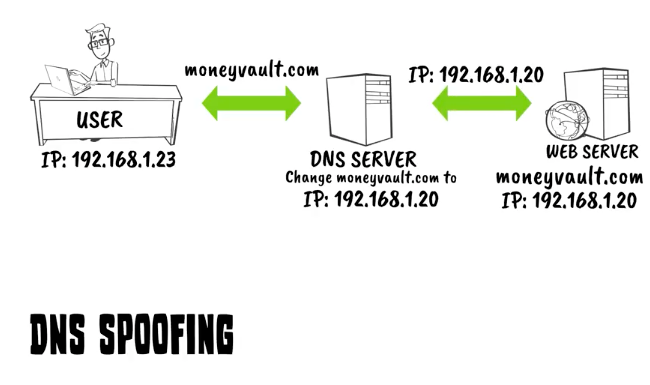 moneyvault.com
IP: 192.168.1.20
USER
IP: 192.168.1.23
DNS SERVER
Change moneyvault.com to
IP: 192.168.1.20
WEB SERVER
moneyvault.com
IP: 192.168.1.20
DNS SPOOFING